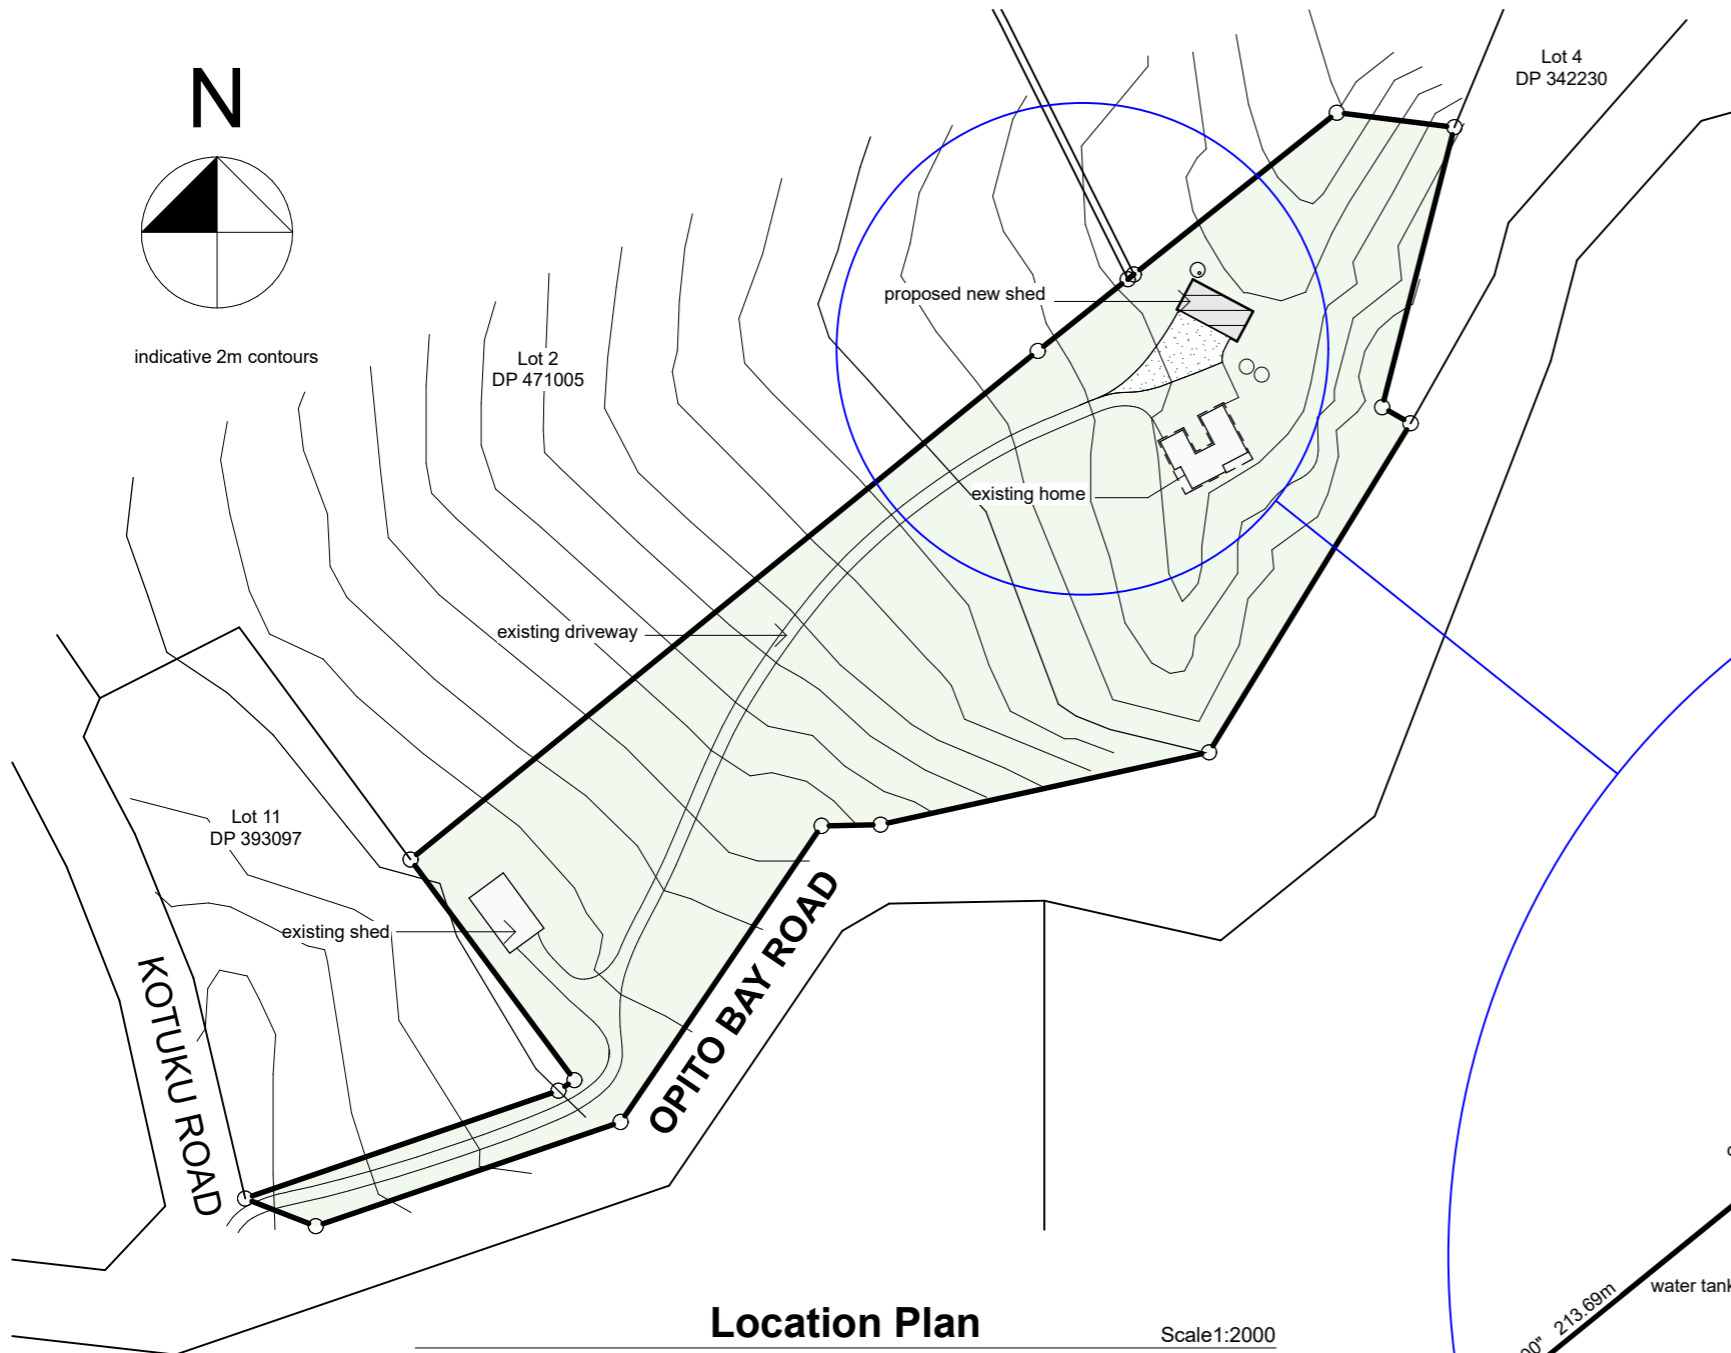 N
indicative 2m contours
Lot 4
DP 342230
proposed new shed
Lot 2
DP 471005
existing home
existing driveway
Lot 11
DP 393097
existing shed
KOTUKU ROAD
OPITO BAY ROAD
Location Plan
Scale1:2000
water tank
00" 213.69m